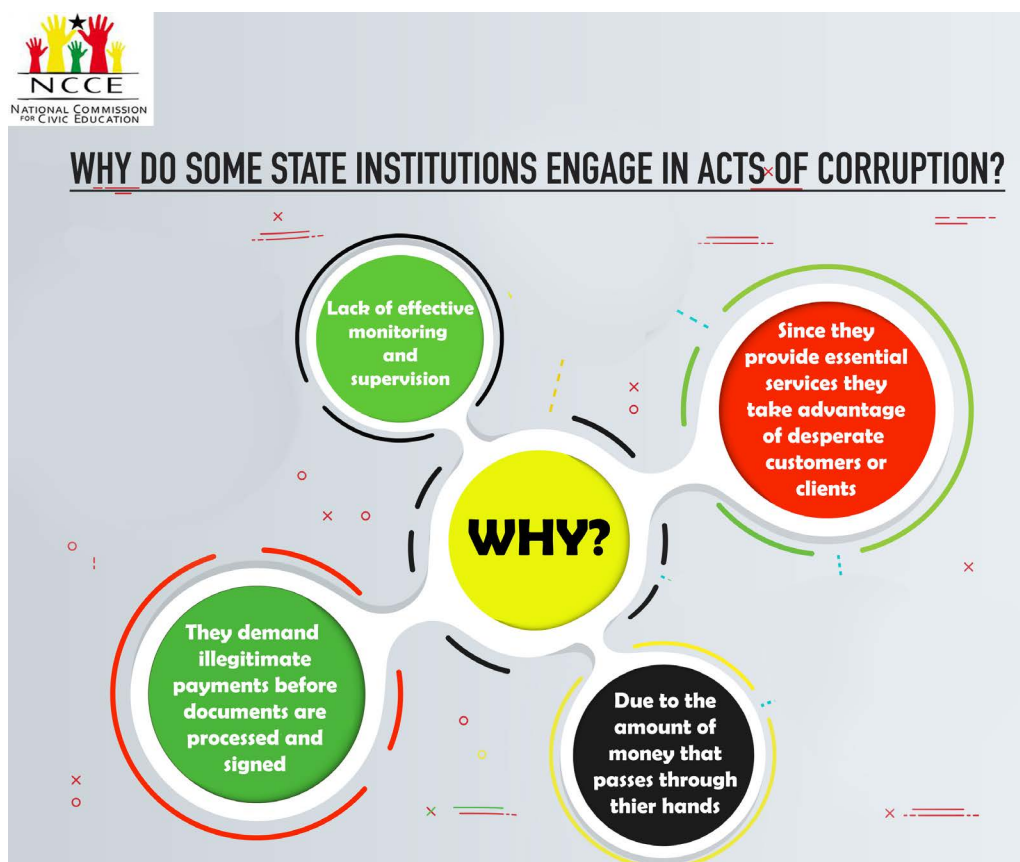 NCCE
NATIONAL COMMISSION
FOR CIVIC EDUCATION
WHY DO SOME STATE INSTITUTIONS ENGAGE IN ACTS OF CORRUPTION?
Lack of effective
monitoring
and
supervision
Since they
provide essential
services they
take advantage
of desperate
customers or
clients
WHY?
They demand
illegitimate
payments before
documents are
processed and
signed
Due to the
amount of
money that
passes through
thier hands